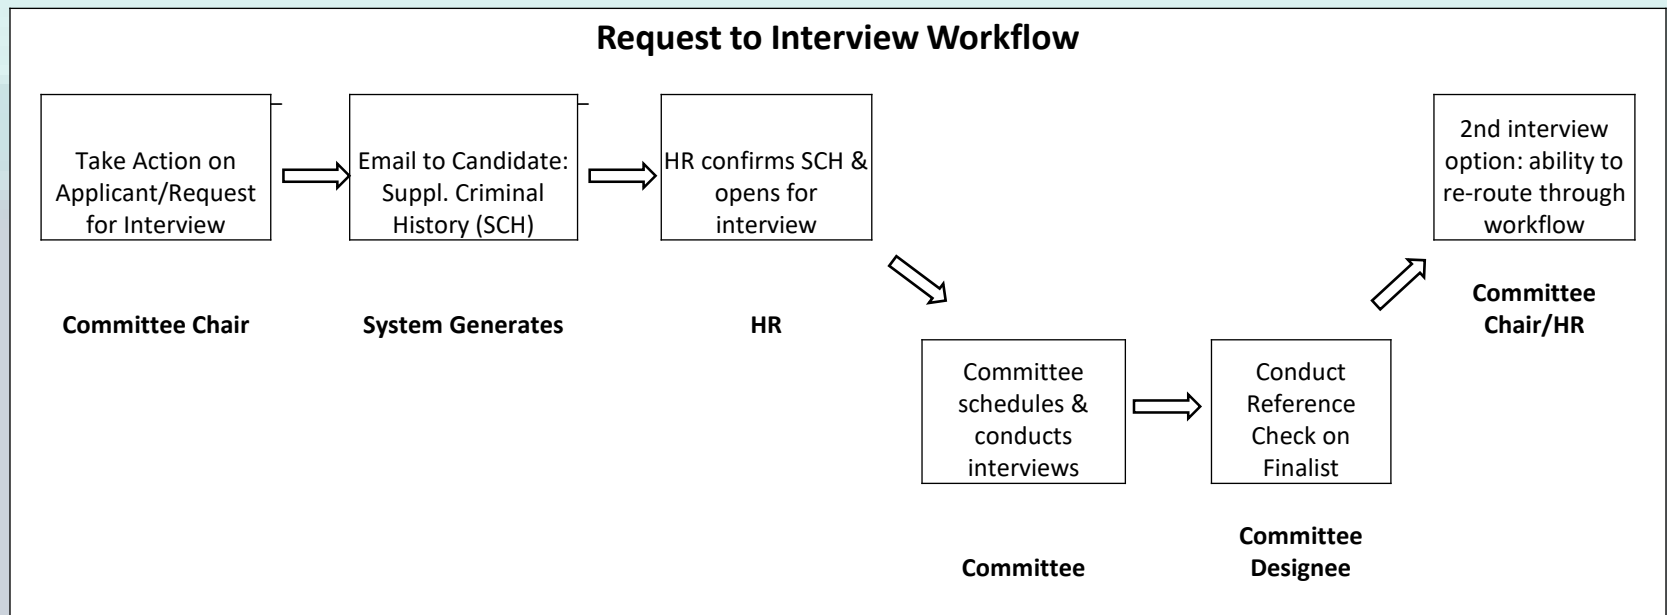 Request to Interview Workflow
Take Action on
Applicant/Request
for Interview
Committee Chair
Email to Candidate:
Suppl. Criminal
History (SCH)
System Generates
HR confirms SCH &
opens for
interview
HR
Committee
schedules &
conducts
interviews
Committee
Conduct
Reference
Check on
Finalist
Committee
Designee
2nd interview
option: ability to
re-route through
workflow
Committee
Chair/HR